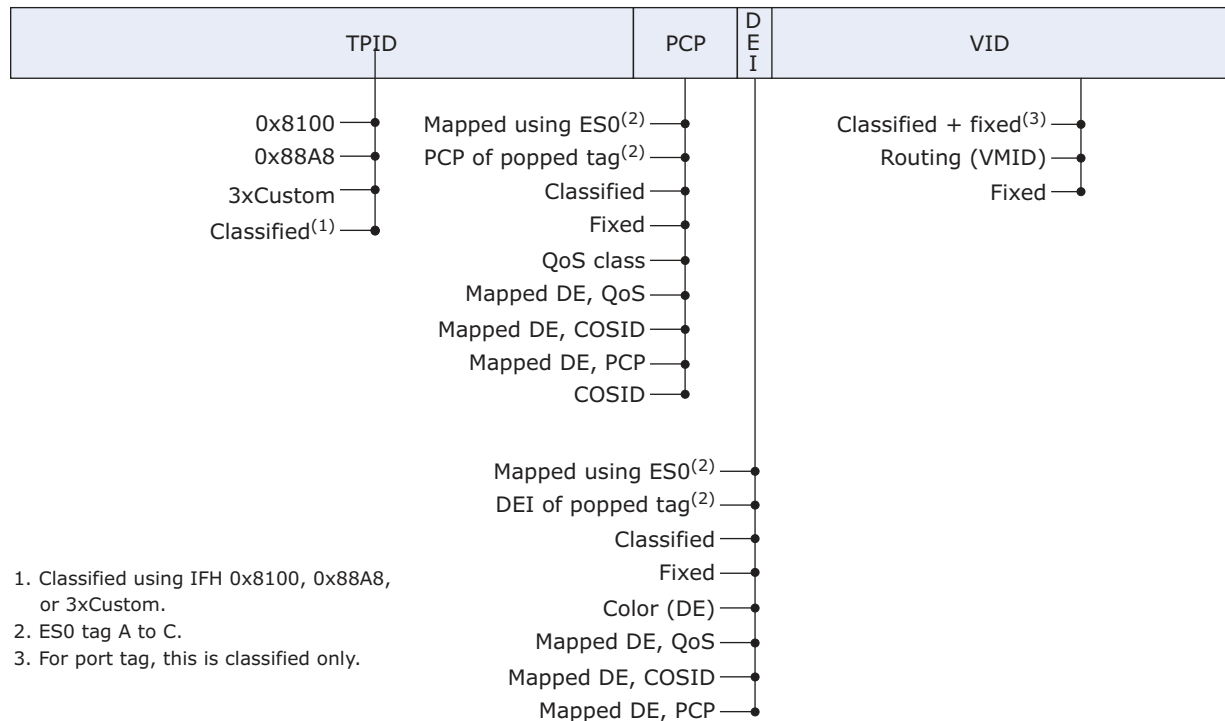 TPID
PCP
DEI
VID
0x8100
0x88A8
3xCustom
Classified(1)
Mapped using ES0(2)
PCP of popped tag(2)
Classified
Fixed
QoS class
Mapped DE, QoS
Mapped DE, COSID
Mapped DE, PCP
COSID
Classified + fixed(3)
Routing (VMID)
Fixed
Mapped using ES0(2)
DEI of popped tag(2)
Classified
Fixed
Color (DE)
Mapped DE, QoS
Mapped DE, COSID
Mapped DE, PCP
1. Classified using IFH 0x8100, 0x88A8,
or 3xCustom.
2. ES0 tag A to C.
3. For port tag, this is classified only.